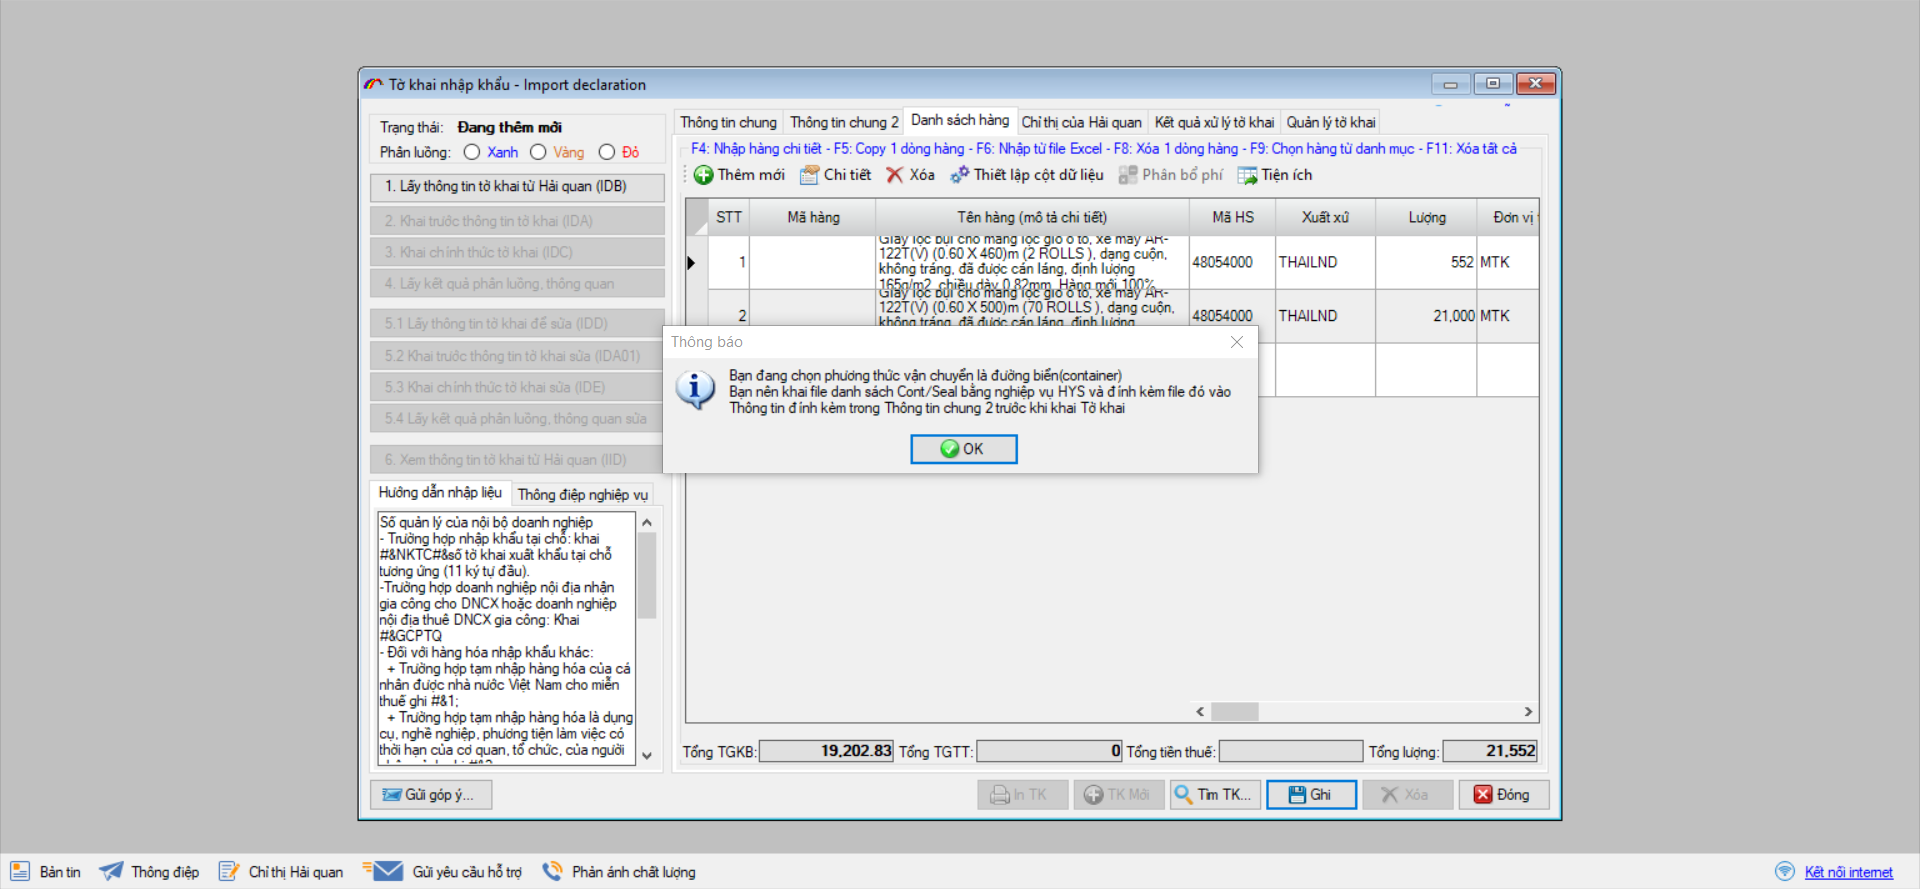 Tờ khai nhập khẩu - Import declaration
Trạng thái: Đang thêm mới
Phân luồng: Xanh Vàng Đỏ
1. Lấy thông tin tờ khai từ Hải quan (IDB)
2. Khai trước thông tin tờ khai (IDA)
3. Khai chính thức tờ khai (IDC)
4. Lấy kết quả phân luồng, thông quan
5.1 Lấy thông tin tờ khai để sửa (IDD)
5.2 Khai trước thông tin tờ khai sửa (IDA01)
5.3 Khai chính thức tờ khai sửa (IDE)
5.4 Lấy kết quả phân luồng, thông quan sửa
6. Xem thông tin tờ khai từ Hải quan (IID)
Hướng dẫn nhập liệu Thông điệp nghiệp vụ
Số quản lý của nội bộ doanh nghiệp
- Trường hợp nhập khẩu tại chỗ: khai
#&NKTC#&số tờ khai xuất khẩu tại chỗ
tương ứng (11 ký tự đầu).
-Trường hợp doanh nghiệp nội địa nhận
gia công cho DNCX hoặc doanh nghiệp
nội địa thuê DNCX gia công: Khai
#&GCPTQ
- Đối với hàng hóa nhập khẩu khác:
+ Trường hợp tạm nhập hàng hóa của cá
nhân được nhà nước Việt Nam cho miễn
thuế ghi #&1;
+ Trường hợp tạm nhập hàng hóa là dụng
cụ, nghề nghiệp, phương tiện làm việc có
thời hạn của cơ quan, tổ chức, của người
Gửi góp ý...
Thông tin chung Thông tin chung 2 Danh sách hàng Chỉ thị của Hải quan Kết quả xử lý tờ khai Quản lý tờ khai
F4: Nhập hàng chi tiết - F5: Copy 1 dòng hàng - F6: Nhập từ file Excel - F8: Xóa 1 dòng hàng - F9: Chọn hàng từ danh mục - F11: Xóa tất cả
Thêm mới Chi tiết Xóa Thiết lập cột dữ liệu Phân bổ phí Tiện ích
STT Mã hàng Tên hàng (mô tả chi tiết) Mã HS Xuất xứ Lượng Đơn vị
1 48054000 THAILND 552 MTK
Giấy lọc bụi cho màng lọc gió ô tô, xe máy AR-
122T(V) (0.60 X 460)m (2 ROLLS ), dạng cuộn,
không tráng, đã được cán láng, định lượng
165g/m2, chiều dày 0.82mm. Hàng mới 100%
2 48054000 THAILND 21,000 MTK
Giấy lọc bụi cho màng lọc gió ô tô, xe máy AR-
122T(V) (0.60 X 500)m (70 ROLLS ), dạng cuộn,
không tráng, đã được cán láng, định lượng
Thông báo
Bạn đang chọn phương thức vận chuyển là đường biển(container)
Bạn nên khai file danh sách Cont/Seal bằng nghiệp vụ HYS và đính kèm file đó vào
Thông tin đính kèm trong Thông tin chung 2 trước khi khai Tờ khai
OK
Tổng TGKB: 19,202.83 Tổng TGTT: 0 Tổng tiền thuế: Tổng lượng: 21,552
In TK TK Mới Tìm TK... Ghi Xóa Đóng
Bản tin Thông điệp Chỉ thị Hải quan Gửi yêu cầu hỗ trợ Phản ánh chất lượng Kết nối internet